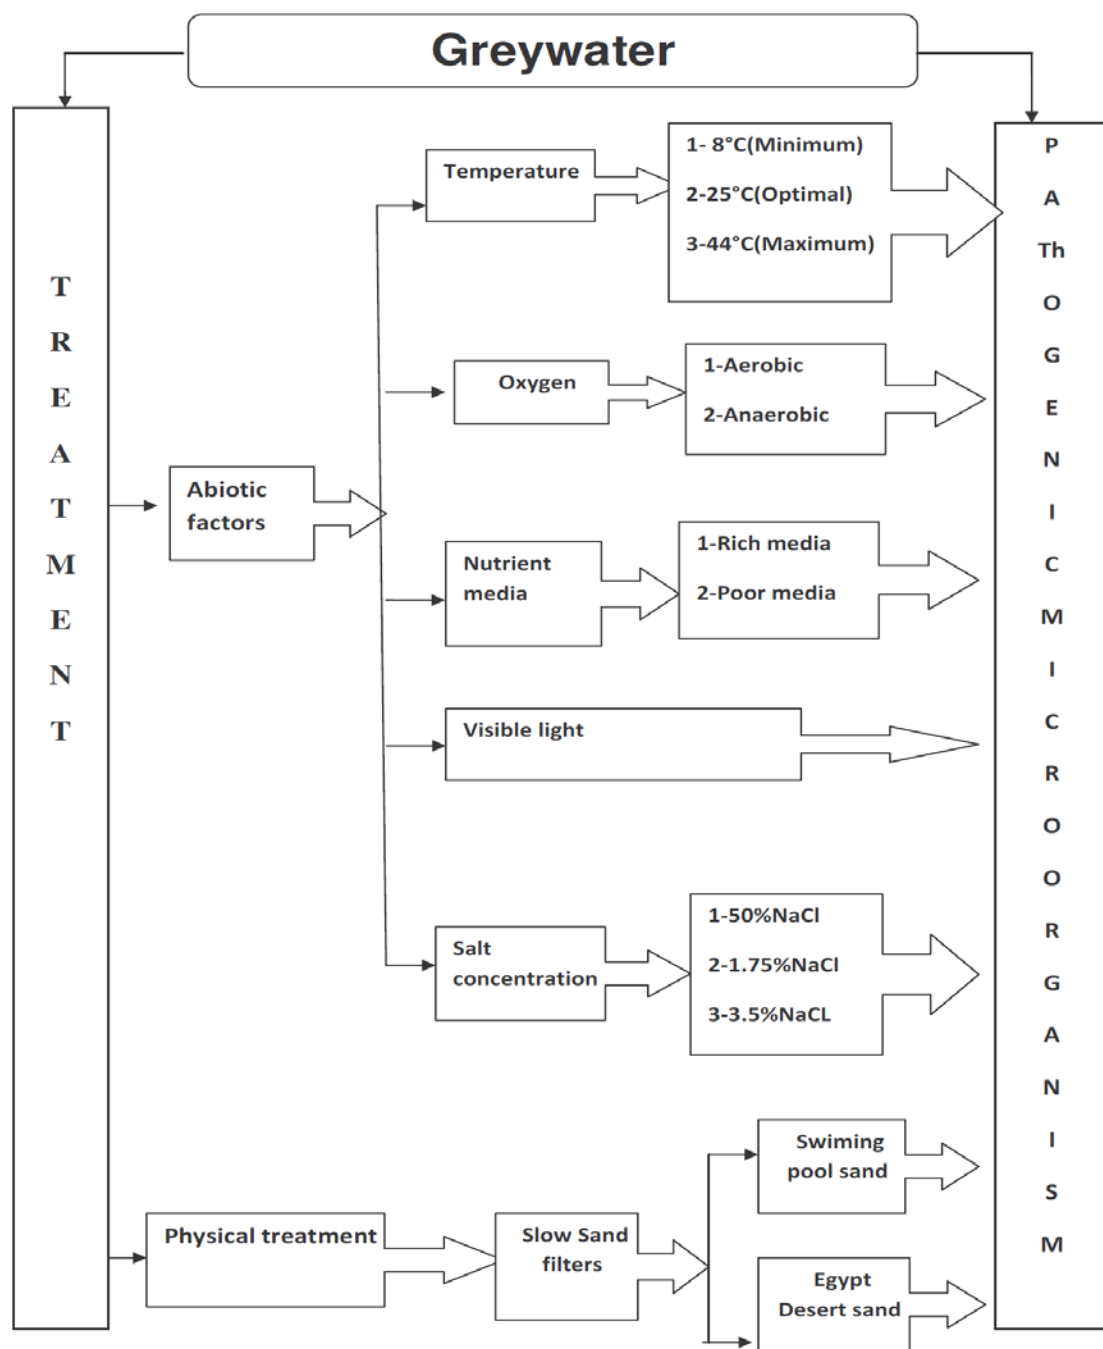 Greywater
TREATMENT
Abiotic
factors
Temperature
1- 8°C(Minimum)
2-25°C(Optimal)
3-44°C(Maximum)
Oxygen
1-Aerobic
2-Anaerobic
Nutrient
media
1-Rich media
2-Poor media
Visible light
Salt
concentration
1-50%NaCl
2-1.75%NaCl
3-3.5%NaCL
Physical treatment
Slow Sand
filters
Swiming
pool sand
Egypt
Desert sand
PAThOGENICMICROORGANISM